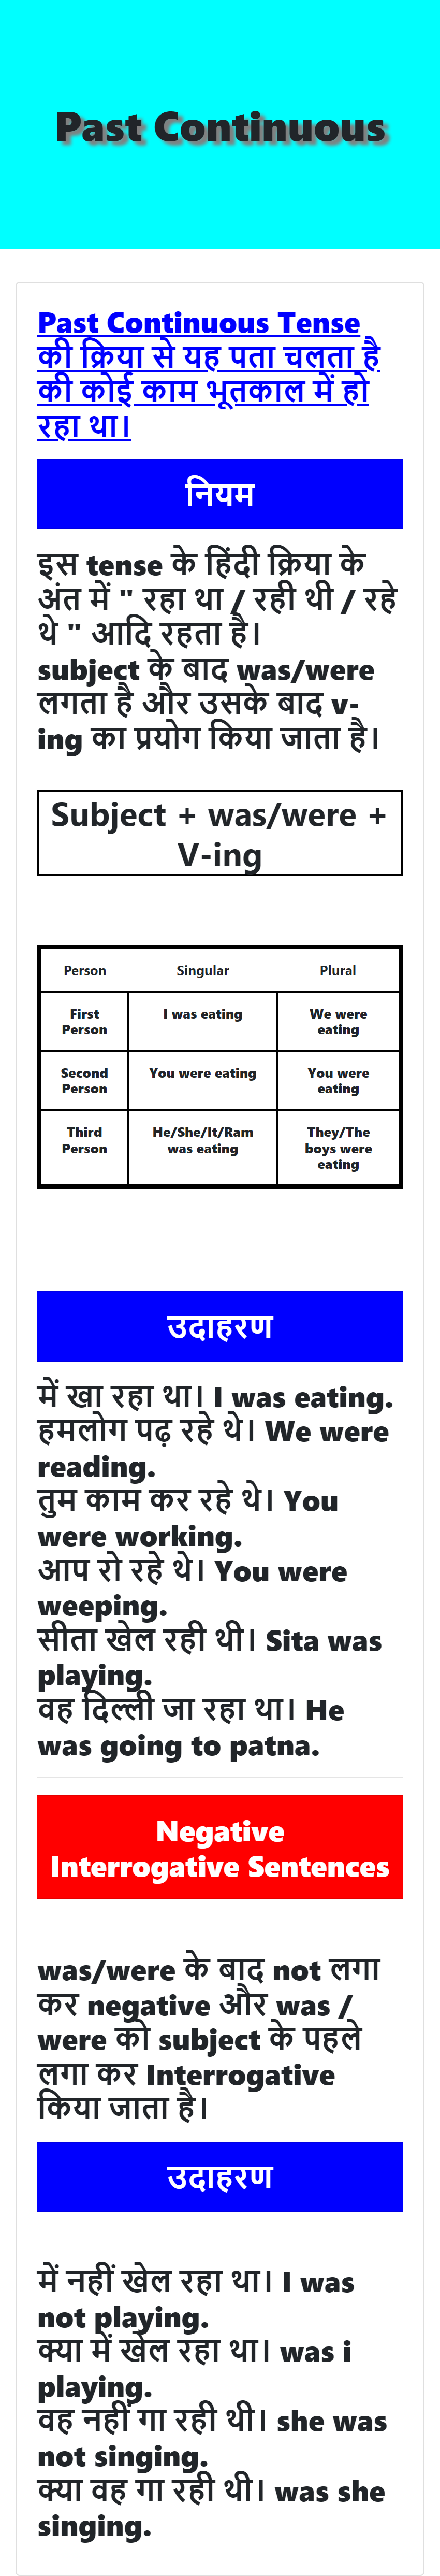 Past Continuous
Past Continuous Tense
की क्रिया से यह पता चलता है
की कोई काम भूतकाल में हो
रहा था।
नियम
इस tense के हिंदी क्रिया के
अंत में " रहा था / रही थी / रहे
थे " आदि रहता है।
subject के बाद was/were
लगता है और उसके बाद v-
ing का प्रयोग किया जाता है।
Subject + was/were +
V-ing
Person Singular Plural
First
Person
I was eating
We were
eating
Second
Person
You were eating
You were
eating
Third
Person
He/She/It/Ram
was eating
They/The
boys were
eating
उदाहरण
में खा रहा था। I was eating.
हमलोग पढ़ रहे थे। We were
reading.
तुम काम कर रहे थे। You
were working.
आप रो रहे थे। You were
weeping.
सीता खेल रही थी। Sita was
playing.
वह दिल्ली जा रहा था। He
was going to patna.
Negative
Interrogative Sentences
was/were के बाद not लगा
कर negative और was /
were को subject के पहले
लगा कर Interrogative
किया जाता है।
उदाहरण
में नहीं खेल रहा था। I was
not playing.
क्या में खेल रहा था। was i
playing.
वह नहीं गा रही थी। she was
not singing.
क्या वह गा रही थी। was she
singing.